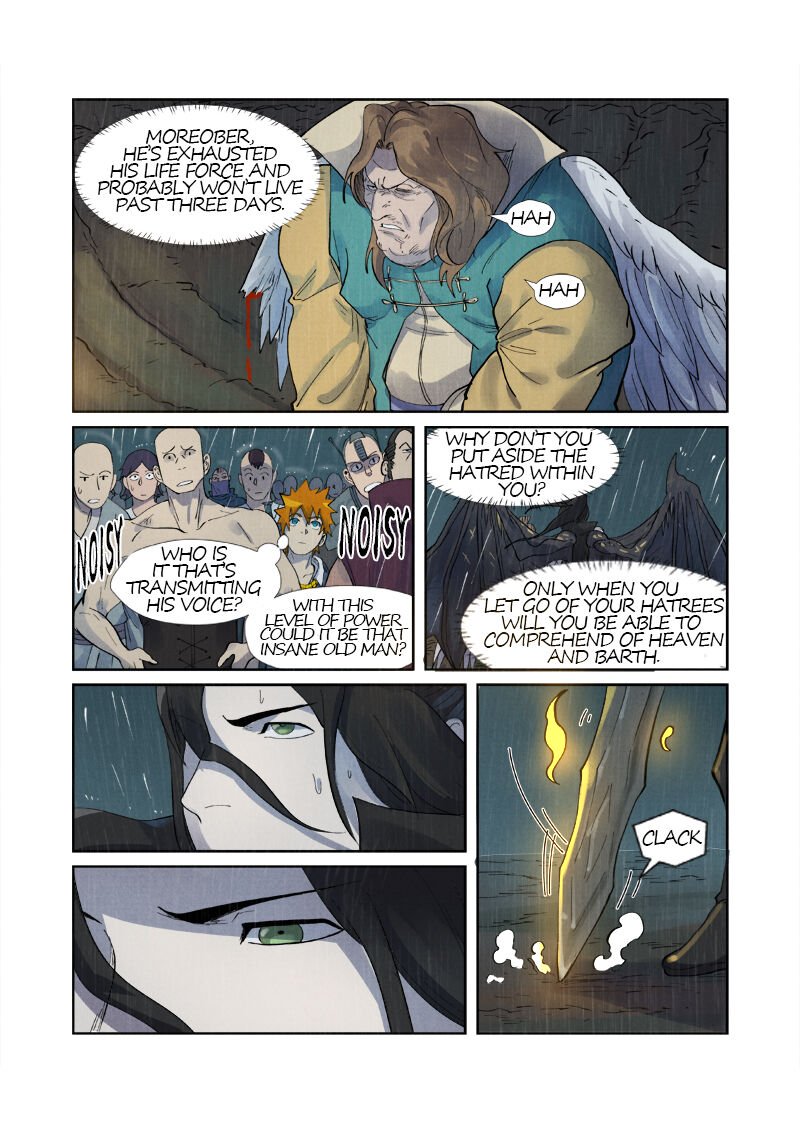 MOREOBER,
HE'S EXHAUSTED
HIS LIFE FORCE AND
PROBABLY WON'T LIVE
PAST THREE DAYS.
HAH
HAH
NOISY
NOISY
WHO IS
IT THAT'S
TRANSMITTING
HIS VOICE?
WITH THIS
LEVEL OF POWER
COULD IT BE THAT
INSANE OLD MAN?
WHY DON'T YOU
PUT ASIDE THE
HATRED WITHIN
YOU?
ONLY WHEN YOU
LET GO OF YOUR HATREES
WILL YOU BE ABLE TO
COMPREHEND OF HEAVEN
AND BARTH.
CLACK